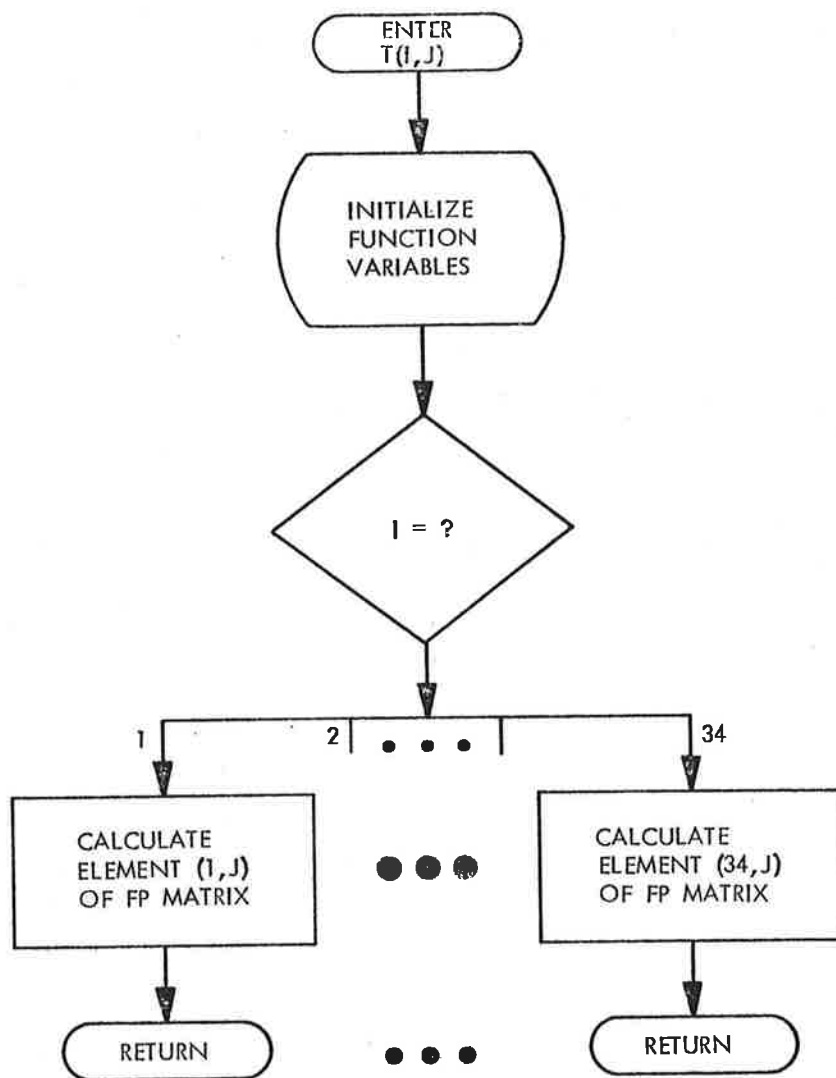 ENTER
T(I,J)
INITIALIZE
FUNCTION
VARIABLES
I = ?
1
2
• • •
34
CALCULATE
ELEMENT (1,J)
OF FP MATRIX
● ● ●
CALCULATE
ELEMENT (34,J)
OF FP MATRIX
RETURN
• • •
RETURN